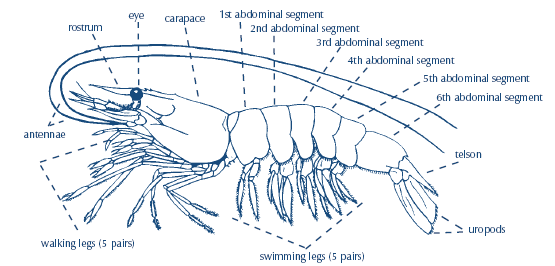 eye
carapace
1st abdominal segment
rostrum
2nd abdominal segment
3rd abdominal segment
4th abdominal segment
5th abdominal segment
6th abdominal segment
antennae
telson
uropods
walking legs (5 pairs)
swimming legs (5 pairs)